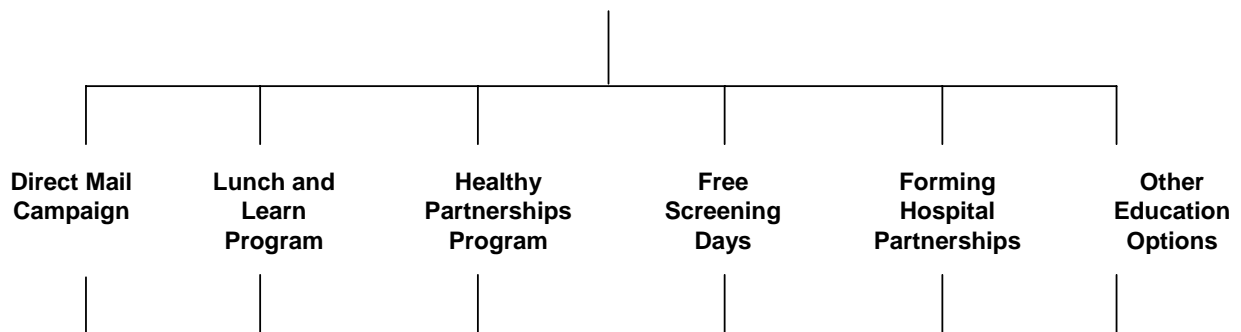 Direct Mail
Campaign
Lunch and
Learn
Program
Healthy
Partnerships
Program
Free
Screening
Days
Forming
Hospital
Partnerships
Other
Education
Options